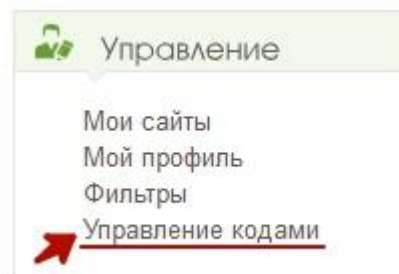 Управление
Мои сайты
Мой профиль
Фильтры
Управление кодами